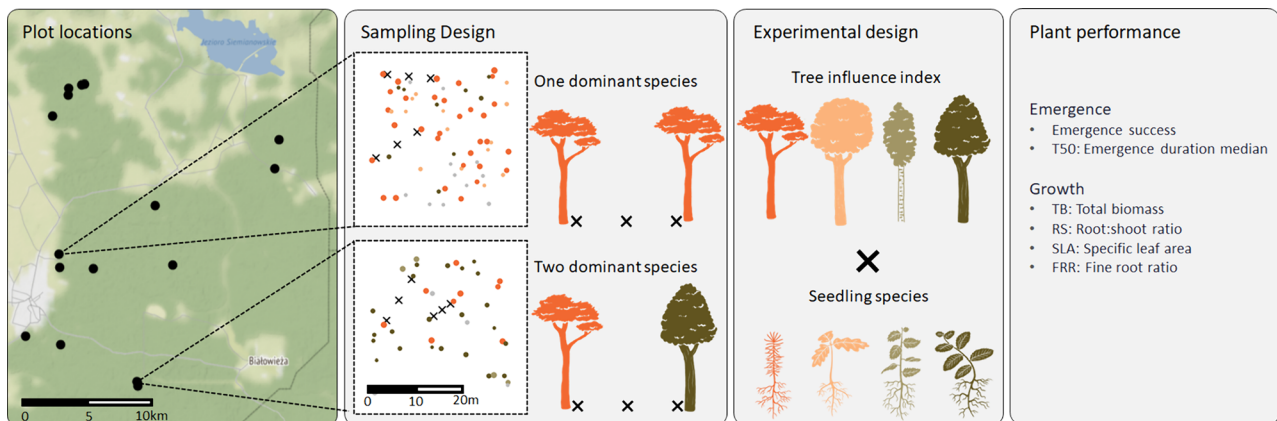 Plot locations
Jezioro Siemianowskie
Białowieża
0 5 10km
Sampling Design
One dominant species
Two dominant species
0 10 20m
Experimental design
Tree influence index
Seedling species
Plant performance
Emergence
• Emergence success
• T50: Emergence duration median
Growth
• TB: Total biomass
• RS: Root:shoot ratio
• SLA: Specific leaf area
• FRR: Fine root ratio